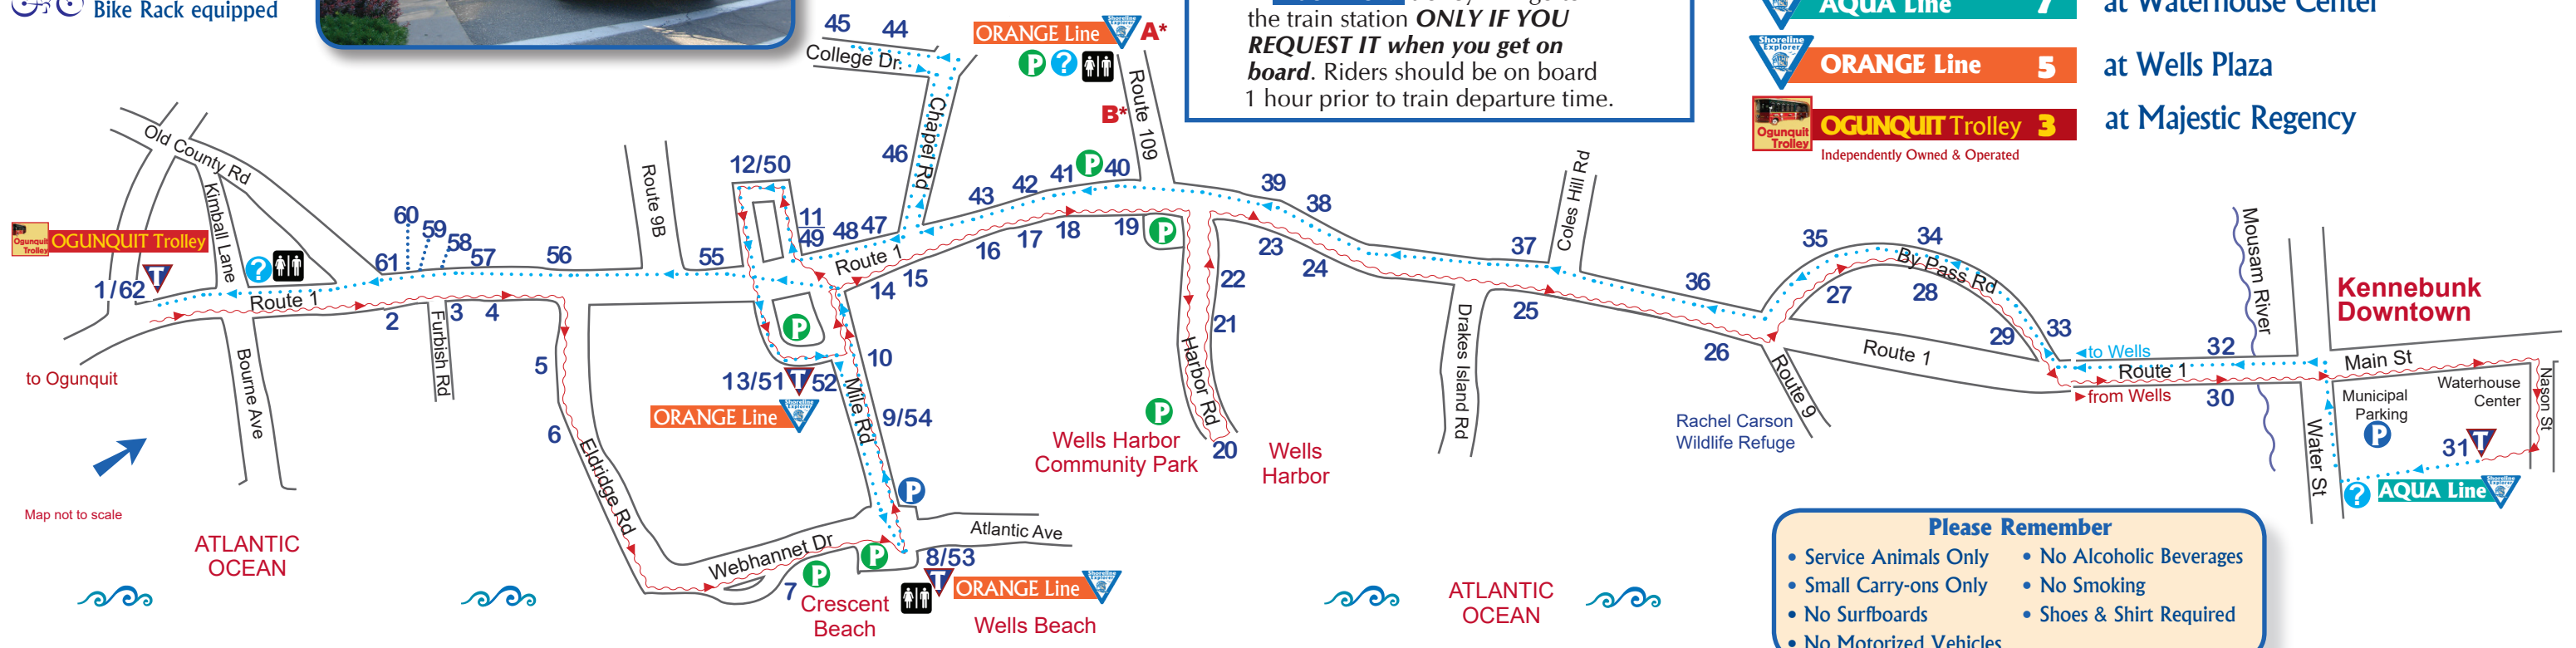 Bike Rack equipped
the train station ONLY IF YOU
REQUEST IT when you get on
board. Riders should be on board
1 hour prior to train departure time.
AQUA Line 7 at Waterhouse Center
Shoreline Explorer
ORANGE Line 5 at Wells Plaza
Ogunquit Trolley
OGUNQUIT Trolley 3 at Majestic Regency
Independently Owned & Operated
45 44
College Dr.
ORANGE Line A*
P ?
B*
Route 109
Chapel Rd
46
Old County Rd
Kimball Lane
Ogunquit Trolley
OGUNQUIT Trolley
T
1/62
?
Route 1
61
60
59
58
57
56
Route 9B
55
12/50
11
49
48 47
Route 1
43
42
41
P
40
39
38
37
Coles Hill Rd
36
35
34
By Pass Rd
33
32
Mousam River
Kennebunk
Downtown
2
Furbish Rd
3
4
5
6
Eldridge Rd
Bourne Ave
to Ogunquit
Map not to scale
ATLANTIC
OCEAN
P
13/51 T 52
ORANGE Line
10
Mile Rd
9/54
P
14
15
16
17
18
19
P
22
21
Harbor Rd
20
23
24
25
26
27
28
29
30
Drakes Island Rd
Route 1
Route 9
Rachel Carson
Wildlife Refuge
P
Wells Harbor
Community Park
Wells
Harbor
to Wells
Route 1
from Wells
Main St
Nason St
Municipal
Parking
P
Waterhouse
Center
31 T
Water St
? AQUA Line
Webhannet Dr
Atlantic Ave
P
P
7
8/53
T
ORANGE Line
Crescent
Beach
Wells Beach
ATLANTIC
OCEAN
Please Remember
• Service Animals Only
• Small Carry-ons Only
• No Surfboards
• No Motorized Vehicles
• No Alcoholic Beverages
• No Smoking
• Shoes & Shirt Required